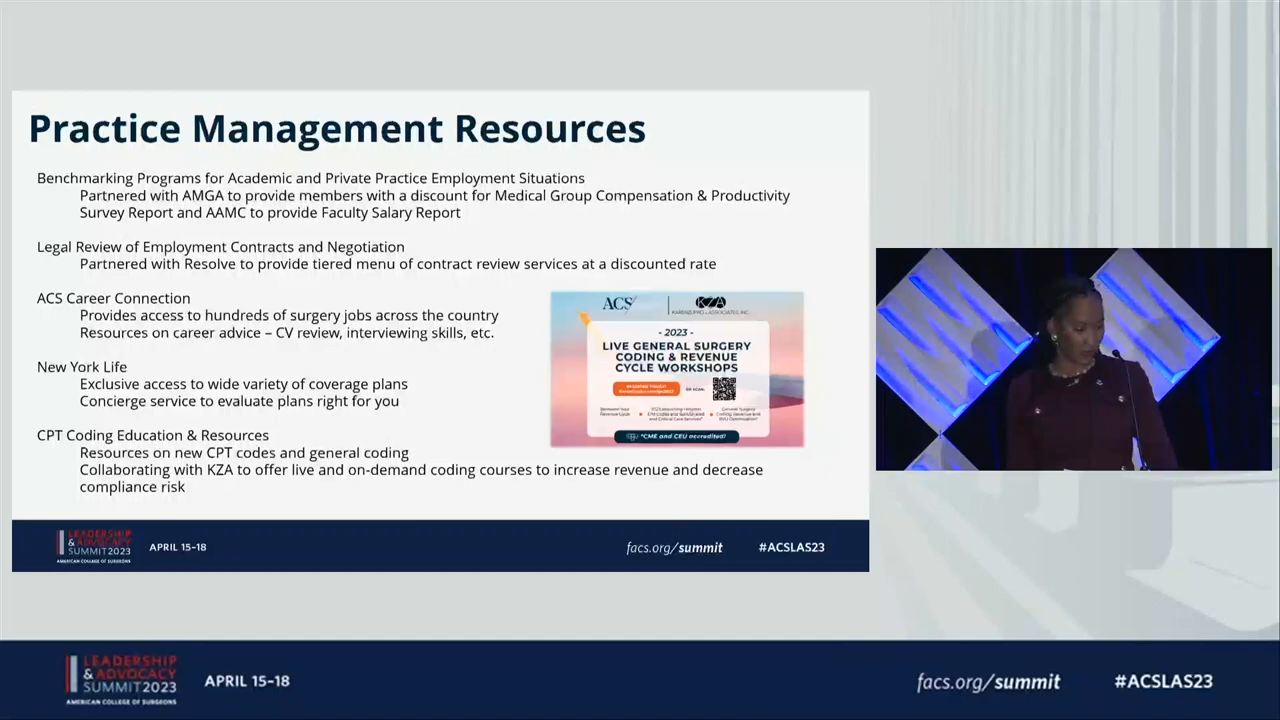 Practice Management Resources
Benchmarking Programs for Academic and Private Practice Employment Situations
Partnered with AMGA to provide members with a discount for Medical Group Compensation & Productivity
Survey Report and AAMC to provide Faculty Salary Report
Legal Review of Employment Contracts and Negotiation
Partnered with Resolve to provide tiered menu of contract review services at a discounted rate
ACS Career Connection
Provides access to hundreds of surgery jobs across the country
Resources on career advice – CV review, interviewing skills, etc.
New York Life
Exclusive access to wide variety of coverage plans
Concierge service to evaluate plans right for you
CPT Coding Education & Resources
Resources on new CPT codes and general coding
Collaborating with KZA to offer live and on-demand coding courses to increase revenue and decrease
compliance risk
ACS
KZA
- 2023 -
LIVE GENERAL SURGERY
CODING & REVENUE
CYCLE WORKSHOPS
OR SCAN:
*CME and CEU accredited!
LEADERSHIP
& ADVOCACY
SUMMIT2023
AMERICAN COLLEGE OF SURGEONS
APRIL 15–18
facs.org/summit
#ACSLAS23
LEADERSHIP
& ADVOCACY
SUMMIT2023
AMERICAN COLLEGE OF SURGEONS
APRIL 15–18
facs.org/summit
#ACSLAS23